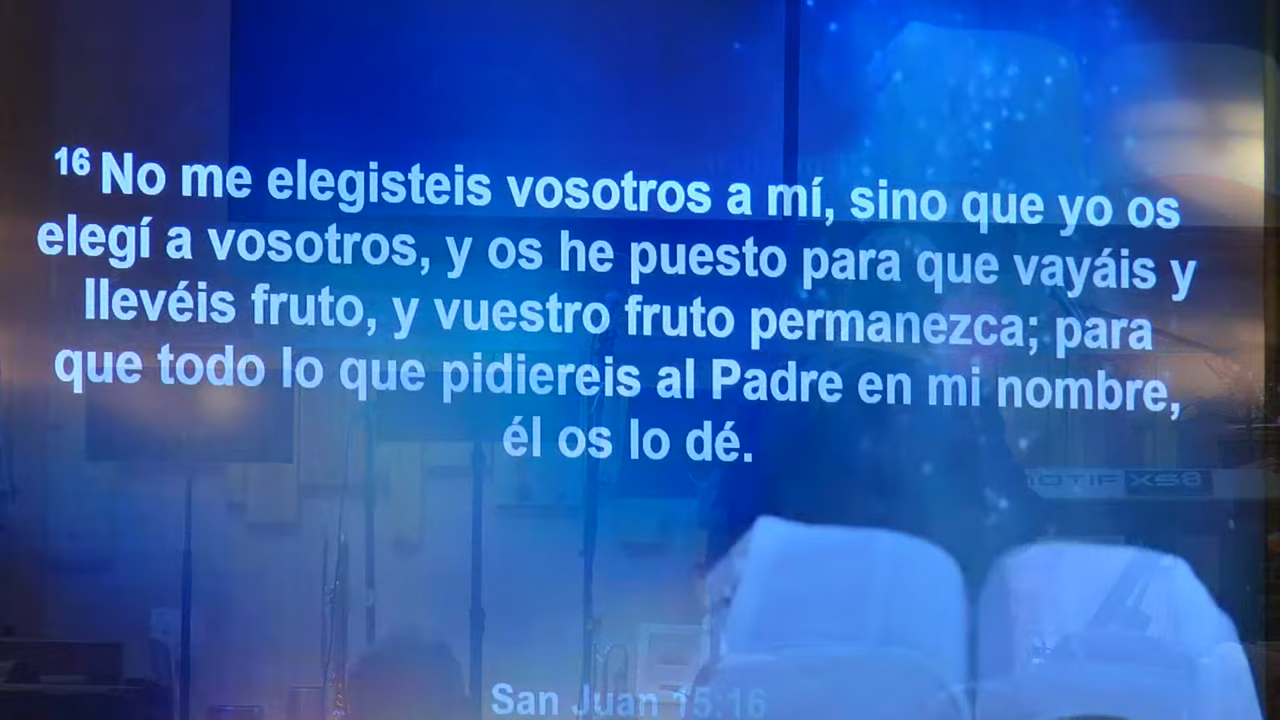 16 No me elegisteis vosotros a mí, sino que yo os
elegí a vosotros, y os he puesto para que vayáis y
llevéis fruto, y vuestro fruto permanezca; para
que todo lo que pidiereis al Padre en mi nombre,
él os lo dé.
MOTIF XS8
San Juan 15:16